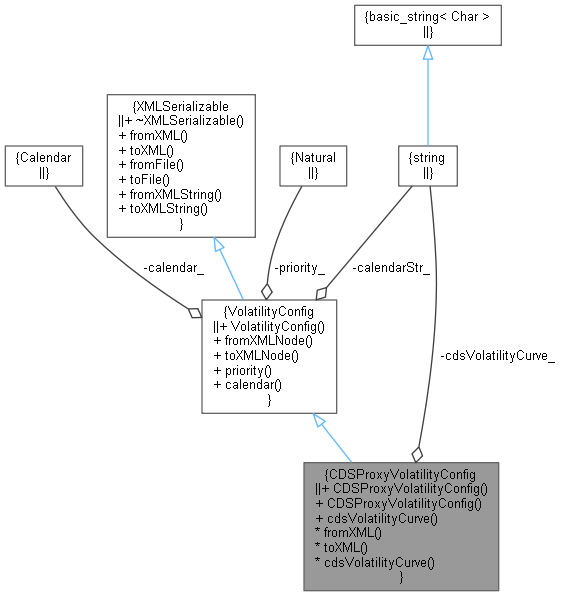 {basic_string< Char >
||}
{XMLSerializable
||+ ~XMLSerializable()
+ fromXML()
+ toXML()
+ fromFile()
+ toFile()
+ fromXMLString()
+ toXMLString()
}
{Calendar
||}
{Natural
||}
{string
||}
-calendar_
-priority_
-calendarStr_
{VolatilityConfig
||+ VolatilityConfig()
+ fromXMLNode()
+ toXMLNode()
+ priority()
+ calendar()
}
-cdsVolatilityCurve_
{CDSProxyVolatilityConfig
||+ CDSProxyVolatilityConfig()
+ CDSProxyVolatilityConfig()
+ cdsVolatilityCurve()
* fromXML()
* toXML()
* cdsVolatilityCurve()
}